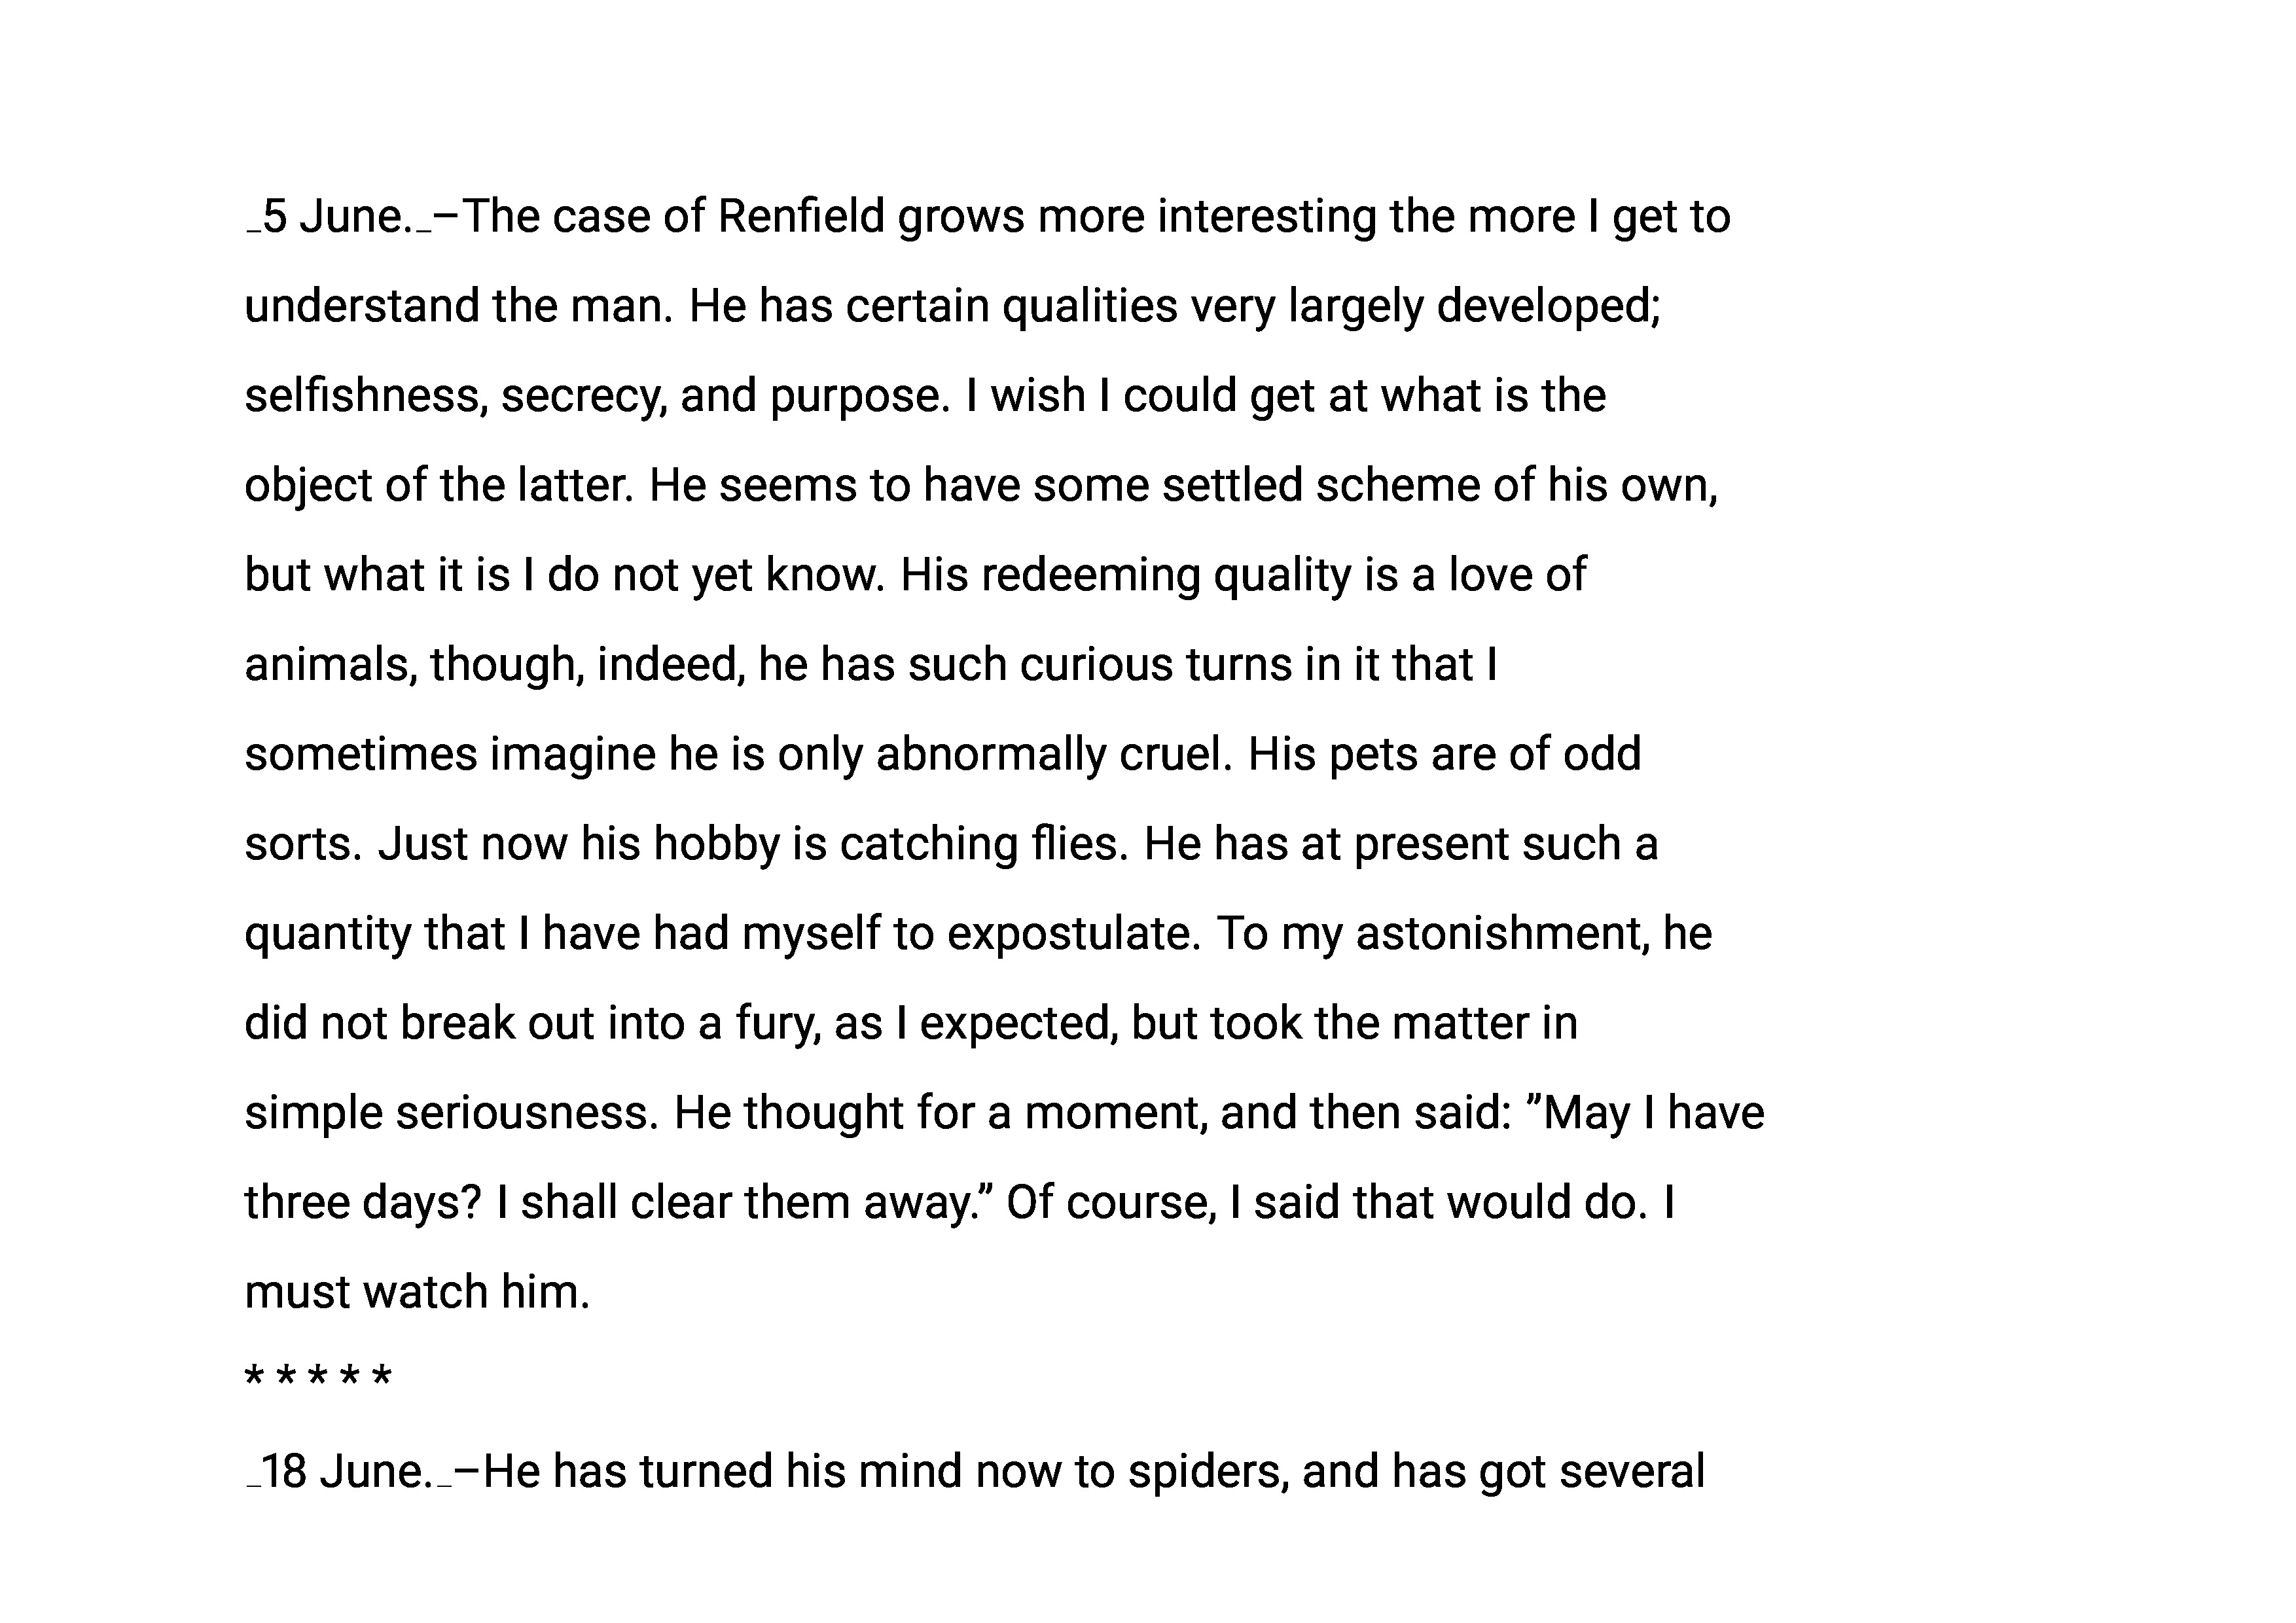 _5 June._–The case of Renfield grows more interesting the more I get to
understand the man. He has certain qualities very largely developed;
selfishness, secrecy, and purpose. I wish I could get at what is the
object of the latter. He seems to have some settled scheme of his own,
but what it is I do not yet know. His redeeming quality is a love of
animals, though, indeed, he has such curious turns in it that I
sometimes imagine he is only abnormally cruel. His pets are of odd
sorts. Just now his hobby is catching flies. He has at present such a
quantity that I have had myself to expostulate. To my astonishment, he
did not break out into a fury, as I expected, but took the matter in
simple seriousness. He thought for a moment, and then said: ”May I have
three days? I shall clear them away.” Of course, I said that would do. I
must watch him.
* * * * *
_18 June._–He has turned his mind now to spiders, and has got several